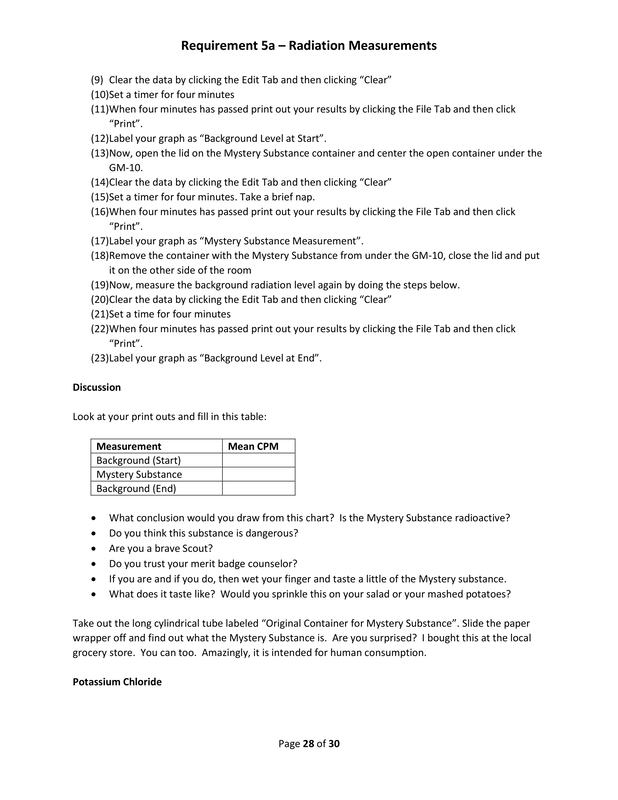 Requirement 5a – Radiation Measurements
(9) Clear the data by clicking the Edit Tab and then clicking “Clear”
(10)Set a timer for four minutes
(11)When four minutes has passed print out your results by clicking the File Tab and then click
“Print”.
(12)Label your graph as “Background Level at Start”.
(13)Now, open the lid on the Mystery Substance container and center the open container under the
GM-10.
(14)Clear the data by clicking the Edit Tab and then clicking “Clear”
(15)Set a timer for four minutes. Take a brief nap.
(16)When four minutes has passed print out your results by clicking the File Tab and then click
“Print”.
(17)Label your graph as “Mystery Substance Measurement”.
(18)Remove the container with the Mystery Substance from under the GM-10, close the lid and put
it on the other side of the room
(19)Now, measure the background radiation level again by doing the steps below.
(20)Clear the data by clicking the Edit Tab and then clicking “Clear”
(21)Set a time for four minutes
(22)When four minutes has passed print out your results by clicking the File Tab and then click
“Print”.
(23)Label your graph as “Background Level at End”.
Discussion
Look at your print outs and fill in this table:
Measurement Mean CPM
Background (Start)
Mystery Substance
Background (End)
• What conclusion would you draw from this chart? Is the Mystery Substance radioactive?
• Do you think this substance is dangerous?
• Are you a brave Scout?
• Do you trust your merit badge counselor?
• If you are and if you do, then wet your finger and taste a little of the Mystery substance.
• What does it taste like? Would you sprinkle this on your salad or your mashed potatoes?
Take out the long cylindrical tube labeled “Original Container for Mystery Substance”. Slide the paper
wrapper off and find out what the Mystery Substance is. Are you surprised? I bought this at the local
grocery store. You can too. Amazingly, it is intended for human consumption.
Potassium Chloride
Page 28 of 30